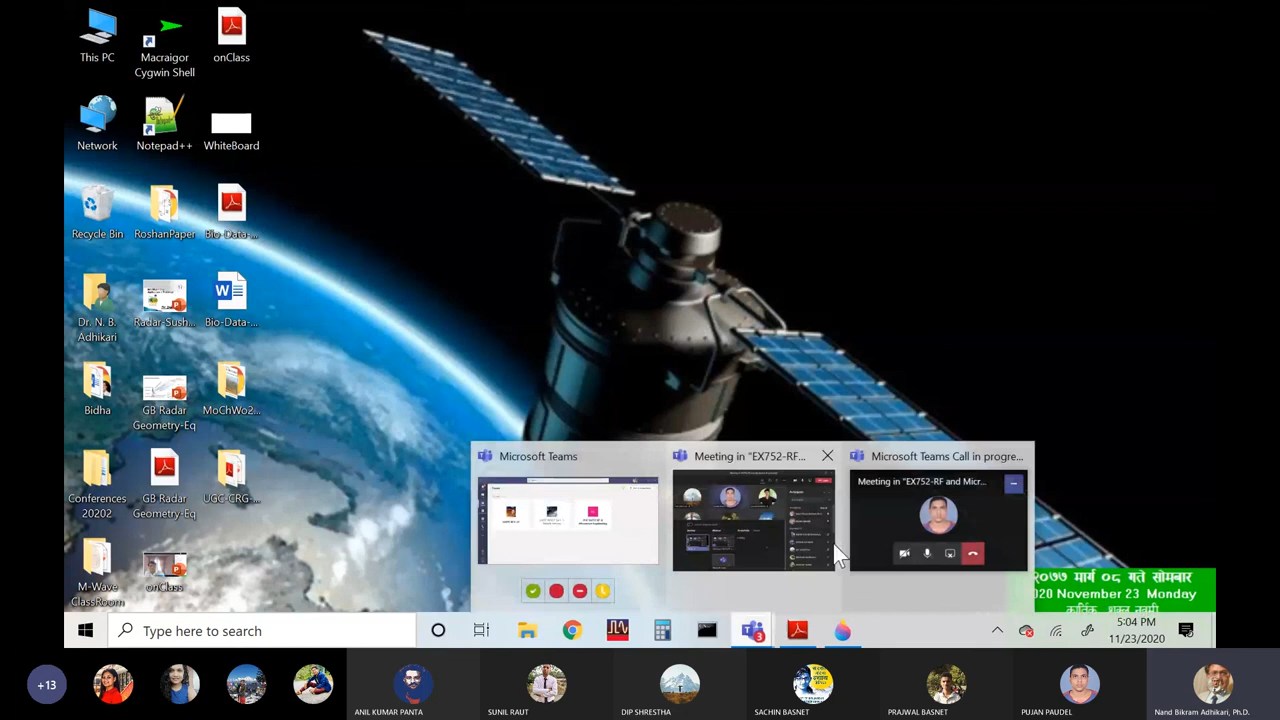 This PC
Macraigor
Cygwin Shell
onClass
Network
Notepad++
WhiteBoard
Recycle Bin
RoshanPaper
Bio-Data-...
Dr. N. B.
Adhikari
Radar-Sush...
Bio-Data-...
Bidha
GB Radar
Geometry-Eq
MoChWo2...
Conferences
20202
GB Radar
Geometry-Eq
UGC-CRG-...
M-Wave
ClassRoom
onClass
Microsoft Teams
Meeting in "EX752-RF...
Microsoft Teams Call in progre...
Meeting in "EX752-RF and Micr...
२०७७ मार्ग ०८ गते सोमबार
020 November 23 Monday
कार्तिक शुक्ल नवमी
Type here to search
3
5:04 PM
11/23/2020
+13
ANIL KUMAR PANTA
SUNIL RAUT
DIP SHRESTHA
SACHIN BASNET
PRAJWAL BASNET
PUJAN PAUDEL
Nand Bikram Adhikari, Ph.D.